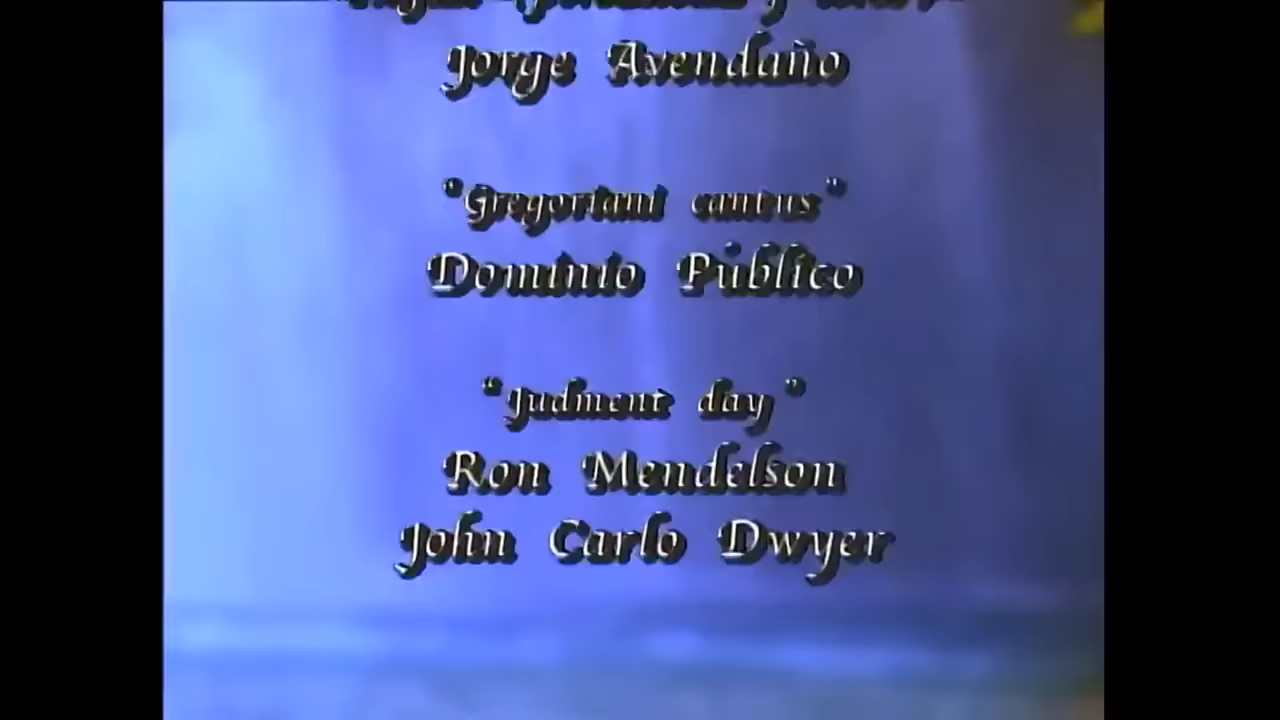 Jorge Avendaño
"Gregoriani cantus"
Dominio Público
"Judment day"
Ron Mendelson
John Carlo Dwyer